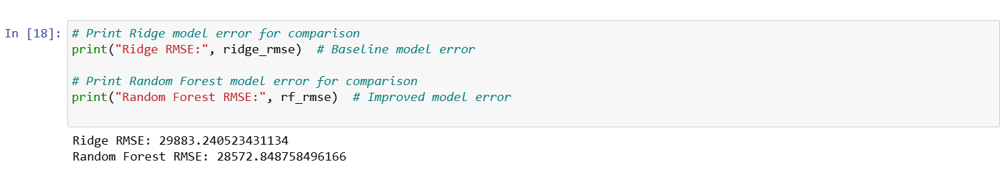 In [18]: # Print Ridge model error for comparison
print("Ridge RMSE:", ridge_rmse)  # Baseline model error
# Print Random Forest model error for comparison
print("Random Forest RMSE:", rf_rmse)  # Improved model error
Ridge RMSE: 29883.240523431134
Random Forest RMSE: 28572.848758496166